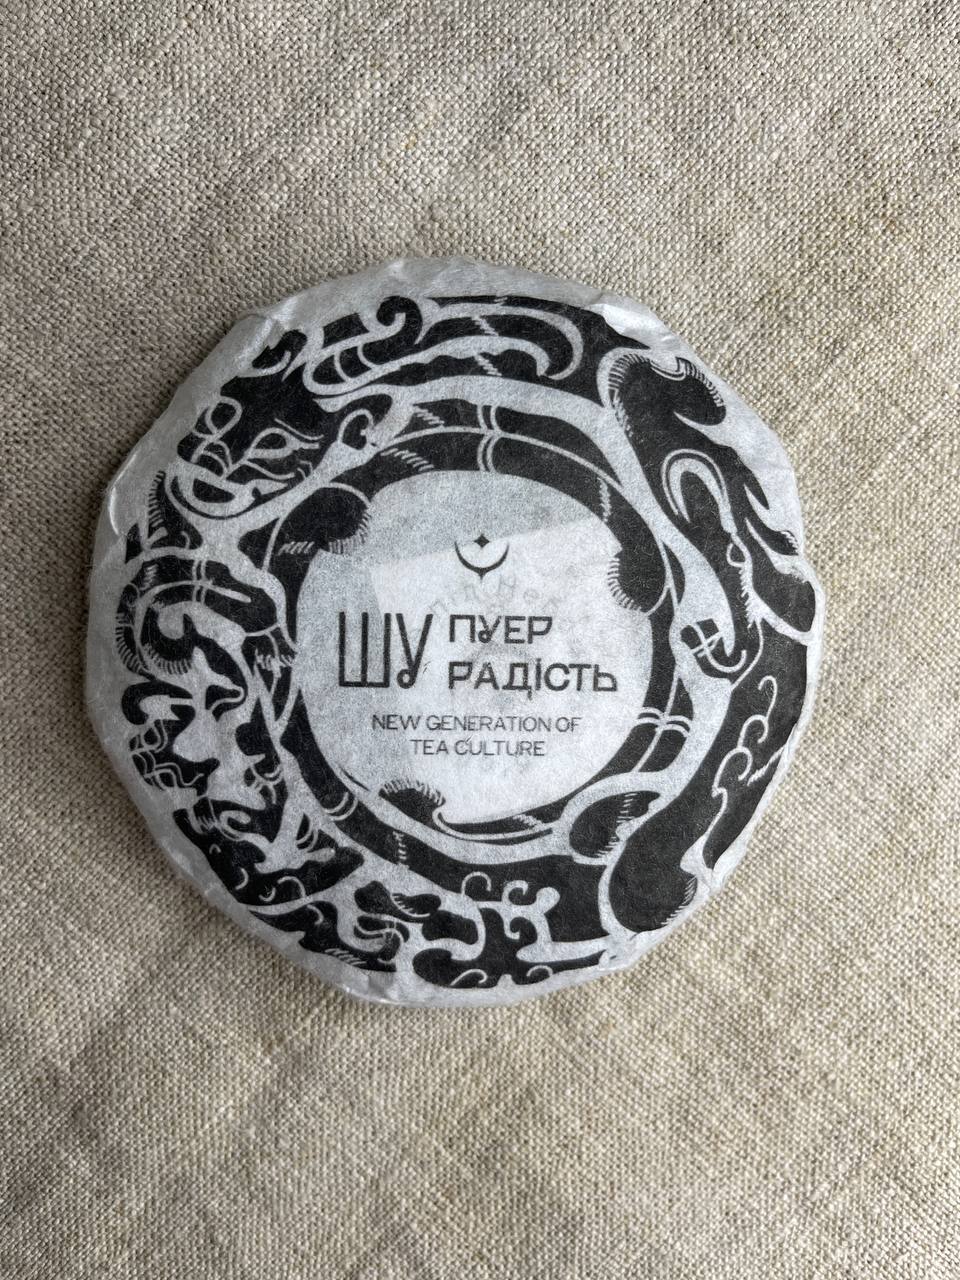 ШУ ПУЕР
РАДІСТЬ
NEW GENERATION OF
TEA CULTURE